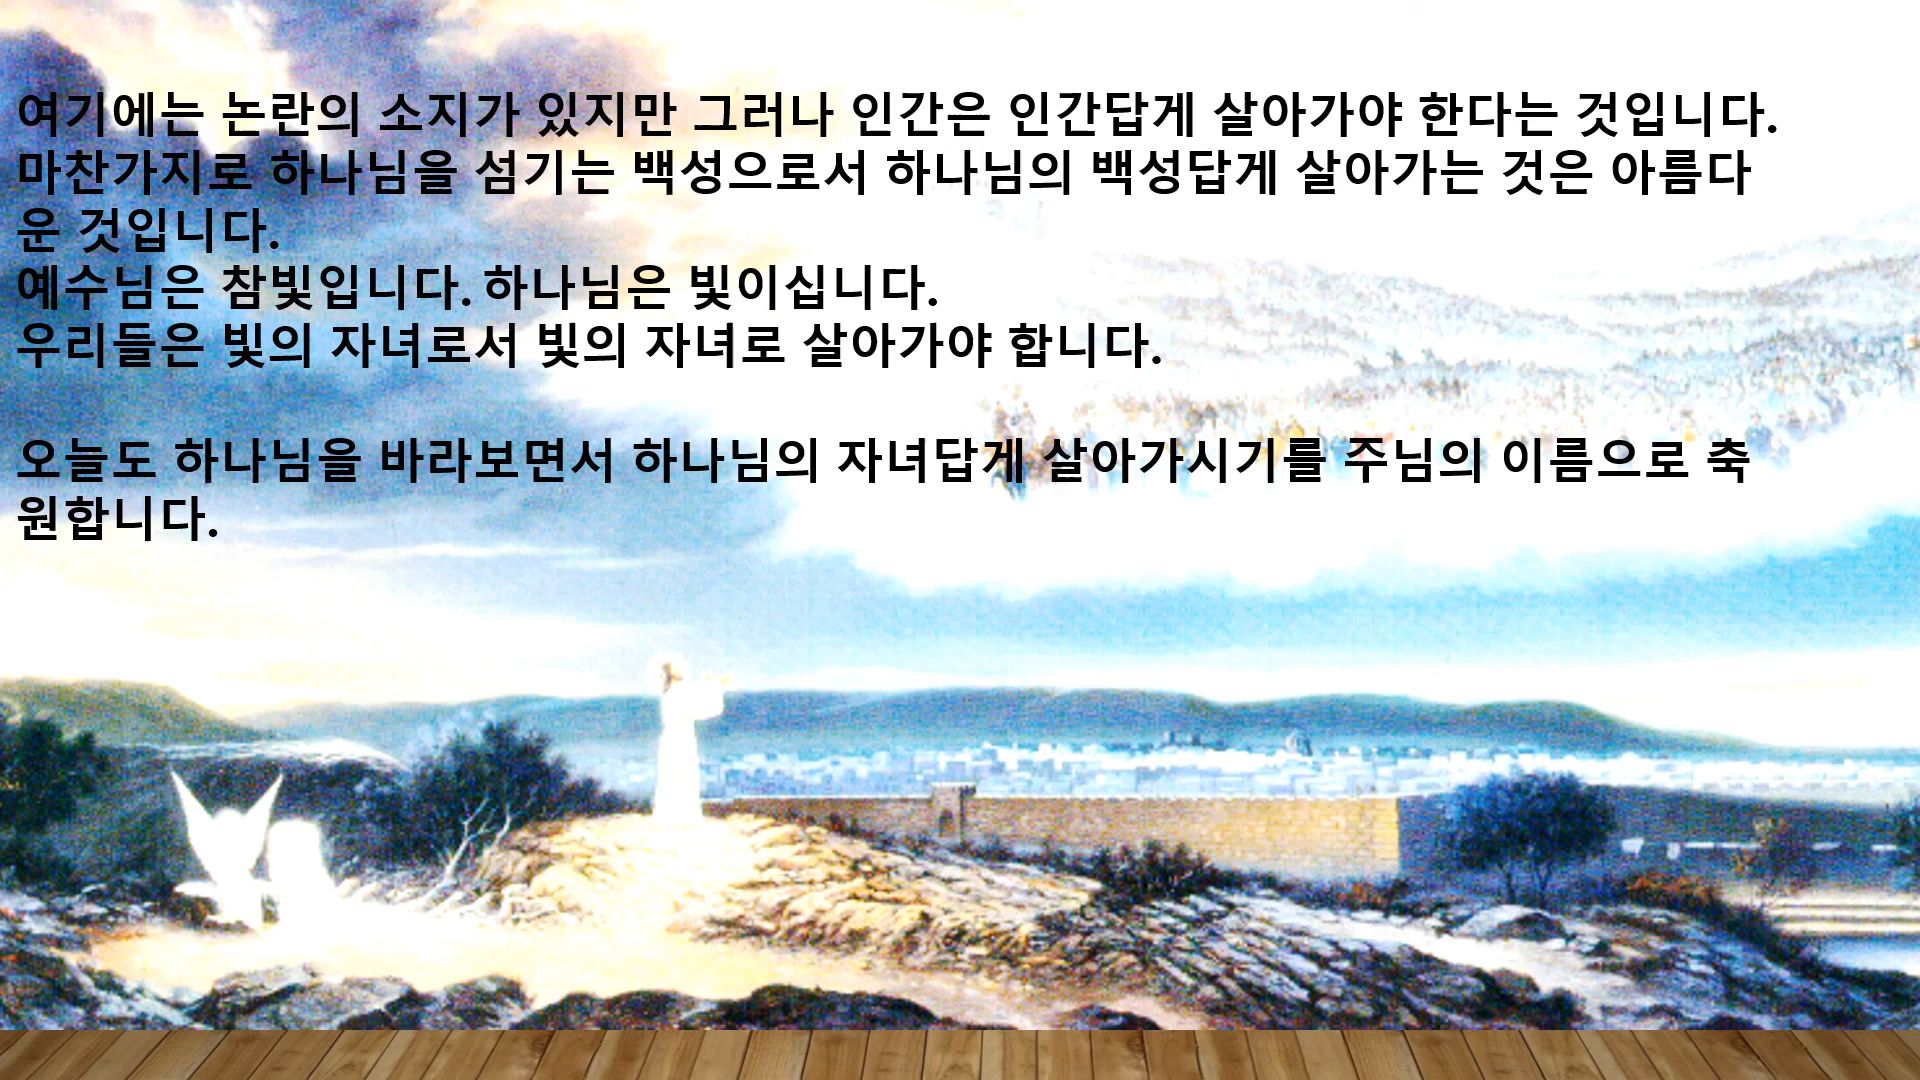 여기에는 논란의 소지가 있지만 그러나 인간은 인간답게 살아가야 한다는 것입니다.
마찬가지로 하나님을 섬기는 백성으로서 하나님의 백성답게 살아가는 것은 아름다
운 것입니다.
예수님은 참빛입니다. 하나님은 빛이십니다.
우리들은 빛의 자녀로서 빛의 자녀로 살아가야 합니다.
오늘도 하나님을 바라보면서 하나님의 자녀답게 살아가시기를 주님의 이름으로 축
원합니다.